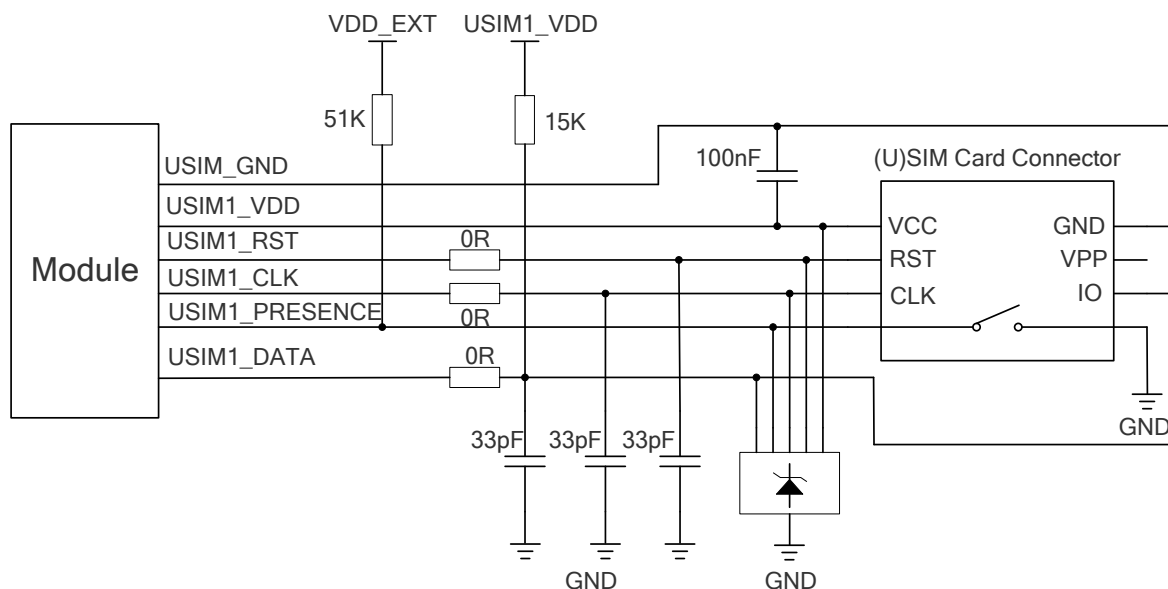 VDD_EXT USIM1_VDD
51K 15K
100nF (U)SIM Card Connector
USIM_GND
USIM1_VDD VCC GND
USIM1_RST 0R RST VPP
Module
USIM1_CLK CLK IO
USIM1_PRESENCE 0R
USIM1_DATA 0R
GND
33pF 33pF 33pF
GND GND